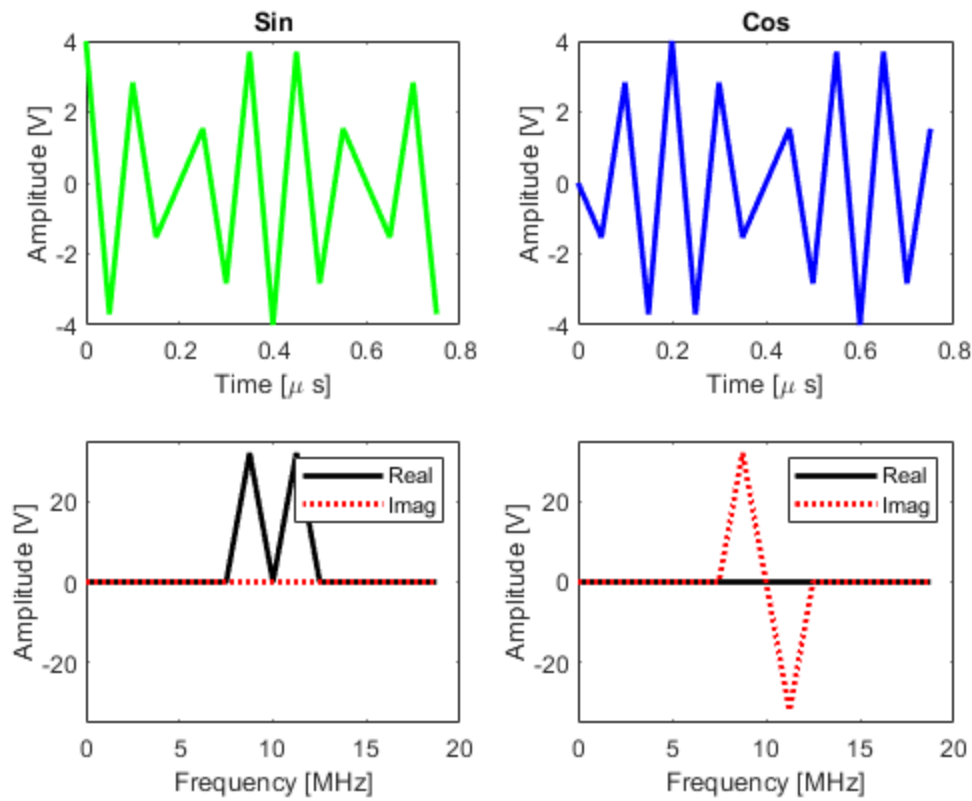 Sin
4
2
0
-2
-4
Amplitude [V]
0 0.2 0.4 0.6 0.8
Time [μ s]
Cos
4
2
0
-2
-4
Amplitude [V]
0 0.2 0.4 0.6 0.8
Time [μ s]
20
0
-20
Amplitude [V]
Real
Imag
0 5 10 15 20
Frequency [MHz]
20
0
-20
Amplitude [V]
Real
Imag
0 5 10 15 20
Frequency [MHz]